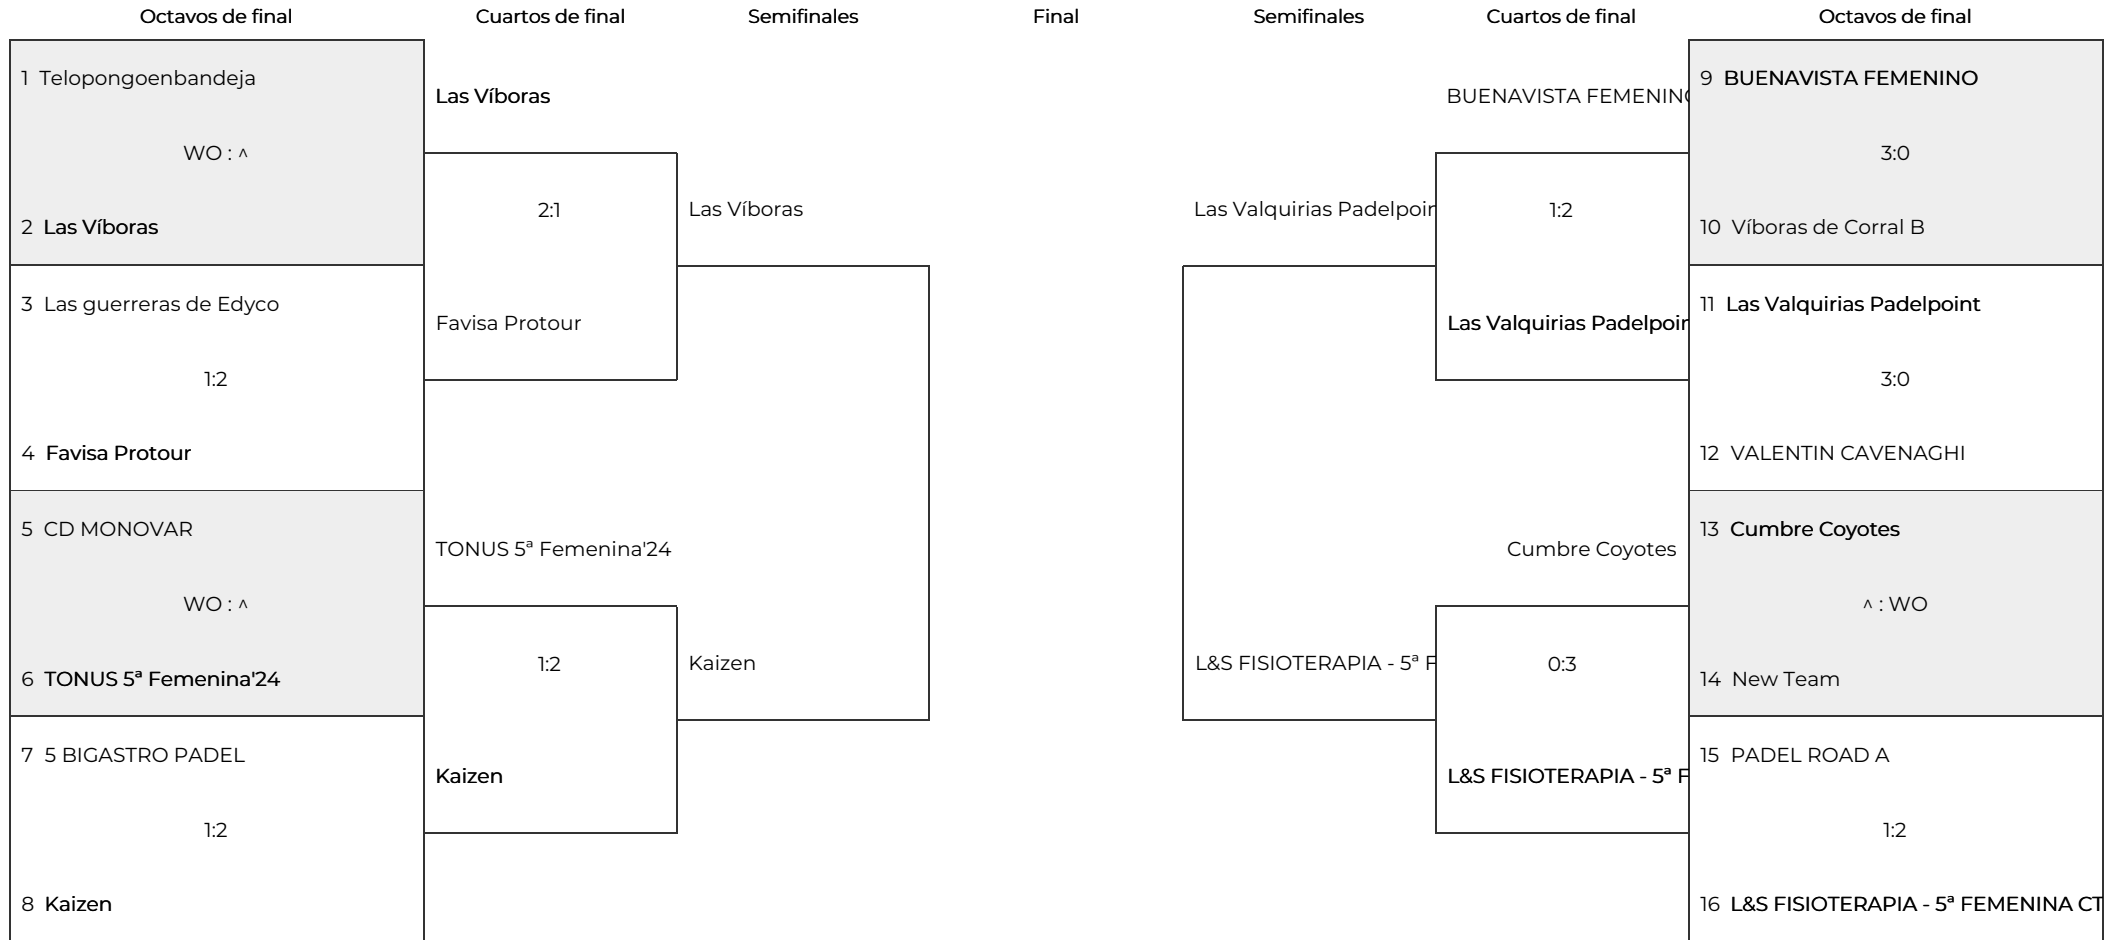 Octavos de final
Cuartos de final
Semifinales
Final
Semifinales
Cuartos de final
Octavos de final
1 Telopongoenbandeja
WO : ^
2 Las Víboras
3 Las guerreras de Edyco
1:2
4 Favisa Protour
5 CD MONOVAR
WO : ^
6 TONUS 5ª Femenina'24
7 5 BIGASTRO PADEL
1:2
8 Kaizen
Las Víboras
2:1
Favisa Protour
TONUS 5ª Femenina'24
1:2
Kaizen
Las Víboras
Kaizen
Las Valquirias Padelpoin
L&S FISIOTERAPIA - 5ª F
BUENAVISTA FEMENINO
1:2
Las Valquirias Padelpoin
Cumbre Coyotes
0:3
L&S FISIOTERAPIA - 5ª F
9 BUENAVISTA FEMENINO
3:0
10 Víboras de Corral B
11 Las Valquirias Padelpoint
3:0
12 VALENTIN CAVENAGHI
13 Cumbre Coyotes
^ : WO
14 New Team
15 PADEL ROAD A
1:2
16 L&S FISIOTERAPIA - 5ª FEMENINA CT